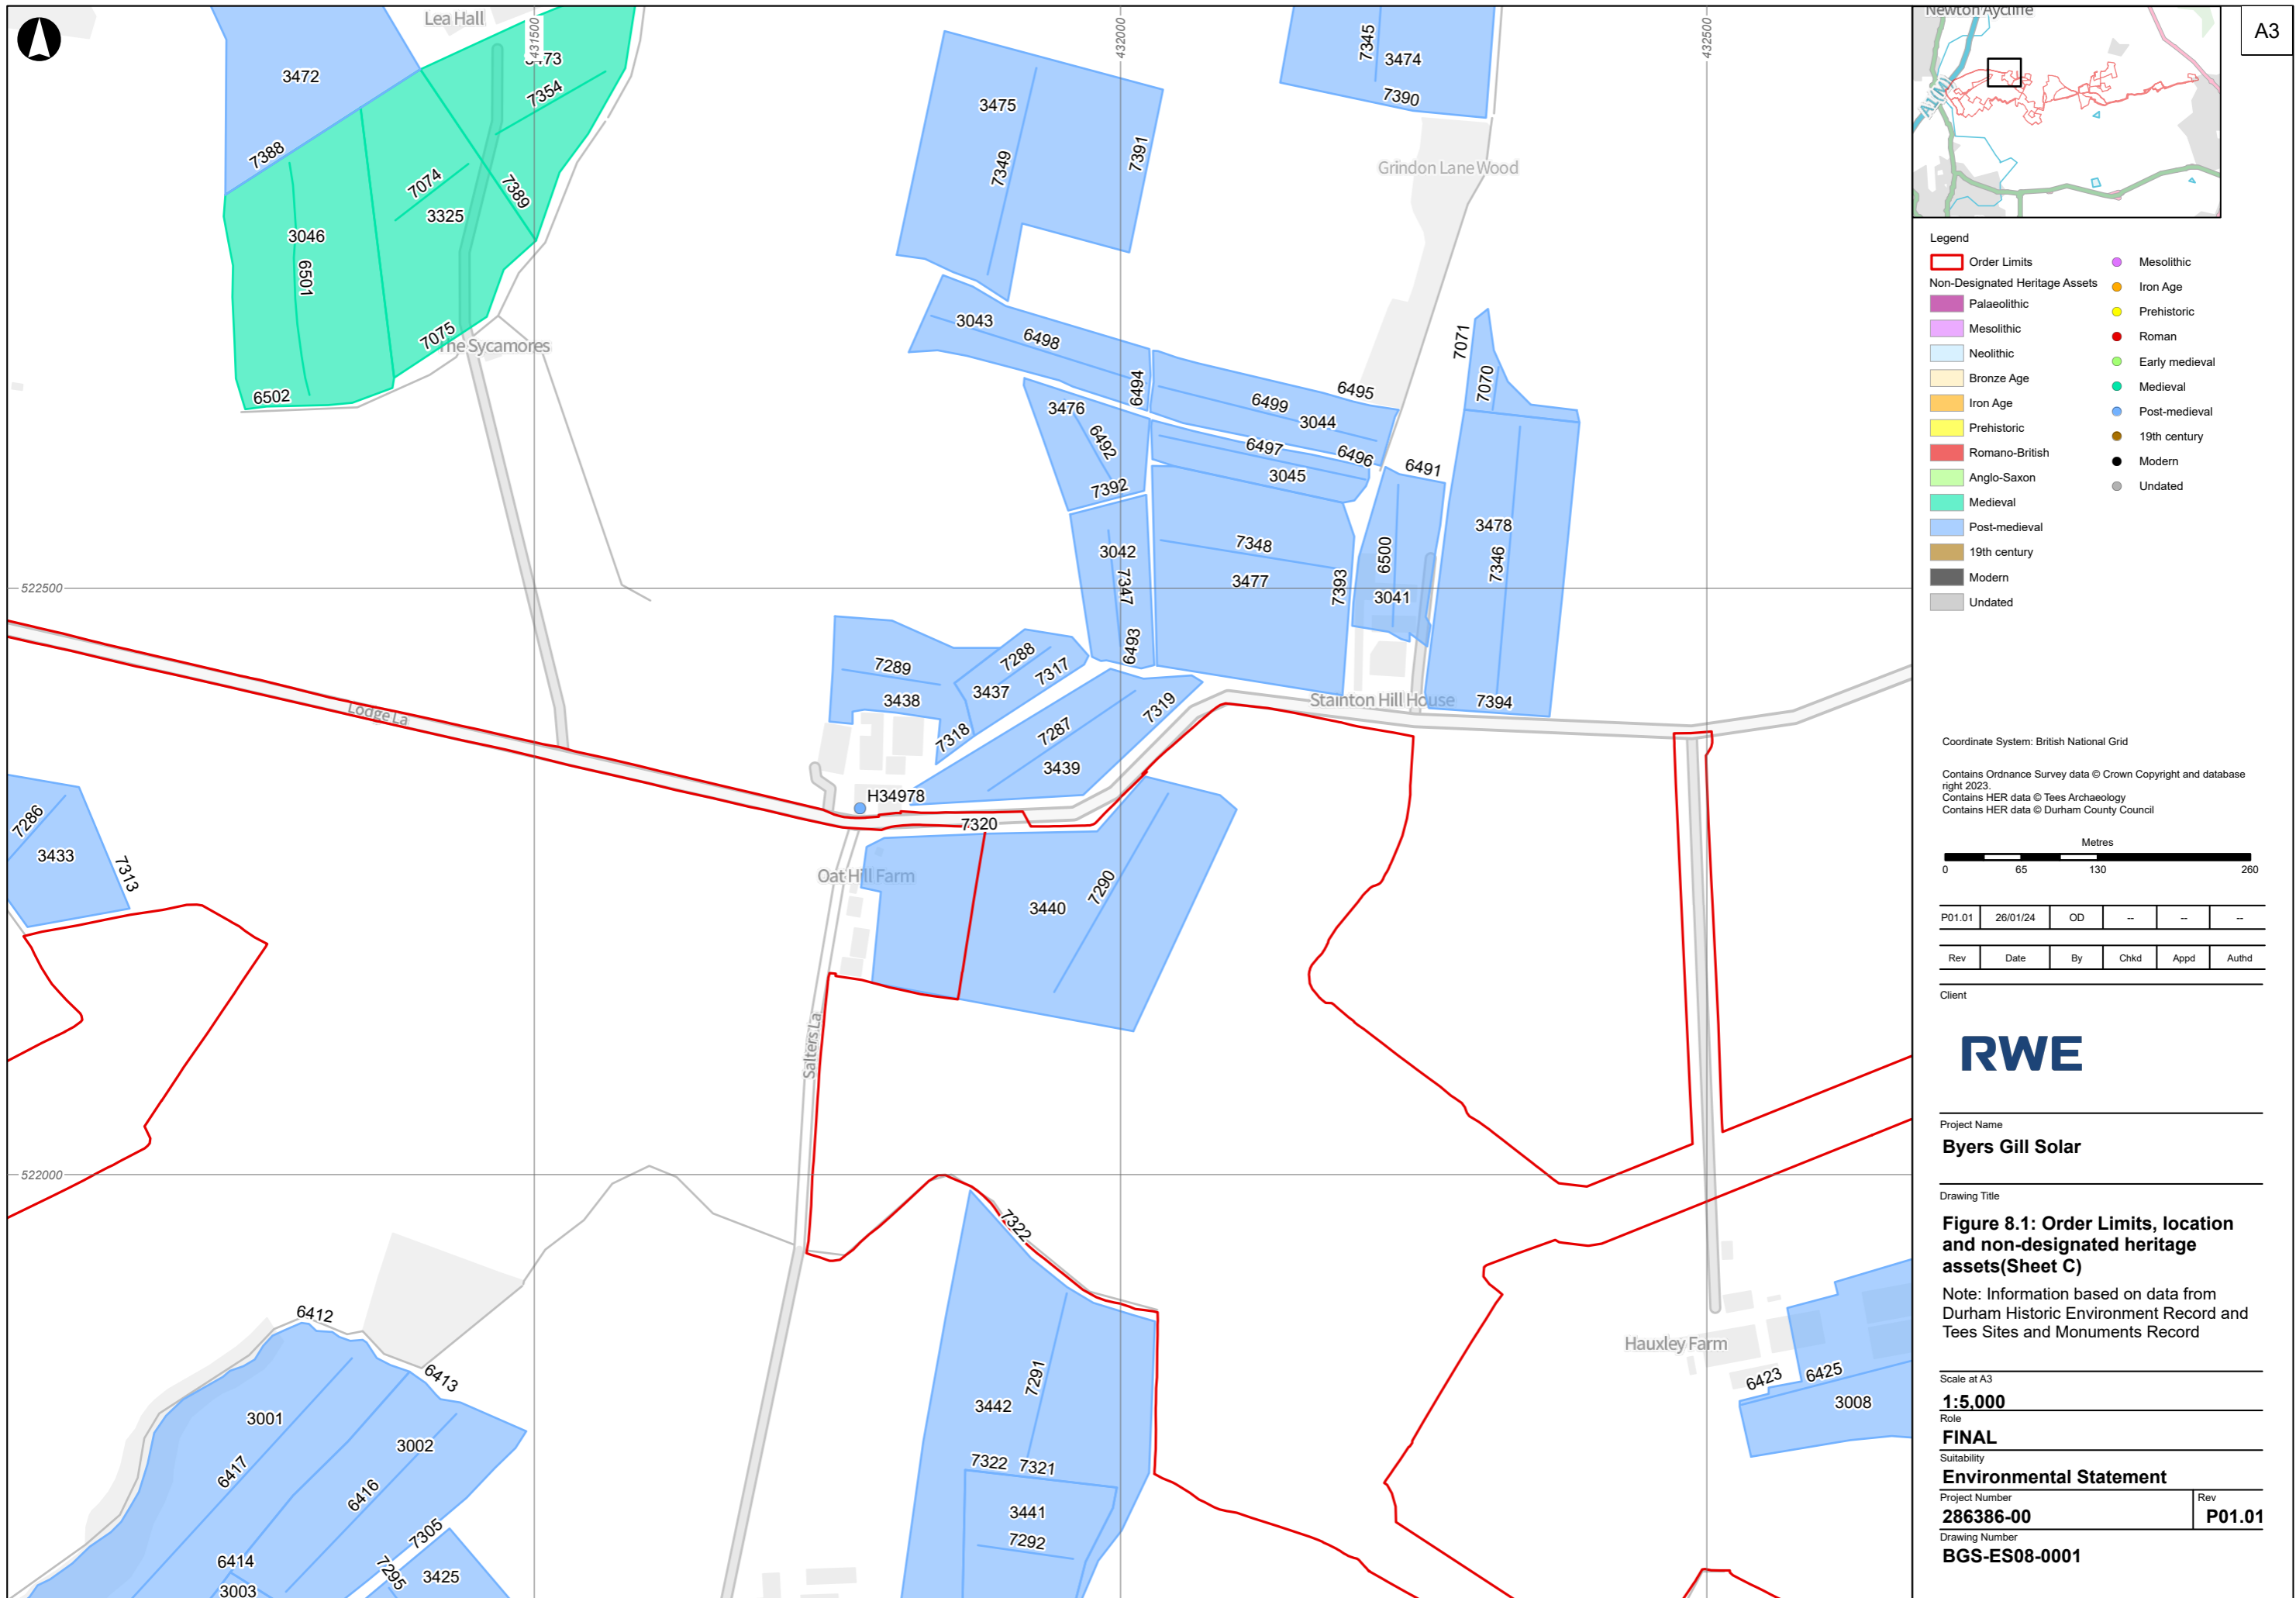 Lea Hall
431500
432000
432500
3472
3473
7354
7388
7074
7389
3325
3046
6501
7075
The Sycamores
6502
3475
7349
7391
7345
3474
7390
Grindon Lane Wood
3043
6498
6494
3476
6492
7392
6499
6495
3044
6497
6496
3045
6491
7071
7070
3042
7347
6493
7348
3477
7393
6500
3041
3478
7346
7394
522500
Stainton Hill House
Lodge La
7289
3438
7288
3437
7317
7318
7287
7319
3439
H34978
7320
Oat Hill Farm
3440
7290
7286
3433
7313
Salters La
522000
7322
7291
3442
7322
7321
3441
7292
Hauxley Farm
6423
6425
3008
6412
6413
3001
3002
6417
6416
7305
6414
3003
7295
3425
Newton Aycliffe
A1(M)
A3
Legend
Order Limits
Non-Designated Heritage Assets
Palaeolithic
Mesolithic
Neolithic
Bronze Age
Iron Age
Prehistoric
Romano-British
Anglo-Saxon
Medieval
Post-medieval
19th century
Modern
Undated
Mesolithic
Iron Age
Prehistoric
Roman
Early medieval
Medieval
Post-medieval
19th century
Modern
Undated
Coordinate System: British National Grid
Contains Ordnance Survey data © Crown Copyright and database
right 2023.
Contains HER data © Tees Archaeology
Contains HER data © Durham County Council
Metres
0 65 130 260
P01.01 26/01/24 OD -- -- --
Rev Date By Chkd Appd Authd
Client
RWE
Project Name
Byers Gill Solar
Drawing Title
Figure 8.1: Order Limits, location
and non-designated heritage
assets(Sheet C)
Note: Information based on data from
Durham Historic Environment Record and
Tees Sites and Monuments Record
Scale at A3
1:5,000
Role
FINAL
Suitability
Environmental Statement
Project Number Rev
286386-00 P01.01
Drawing Number
BGS-ES08-0001